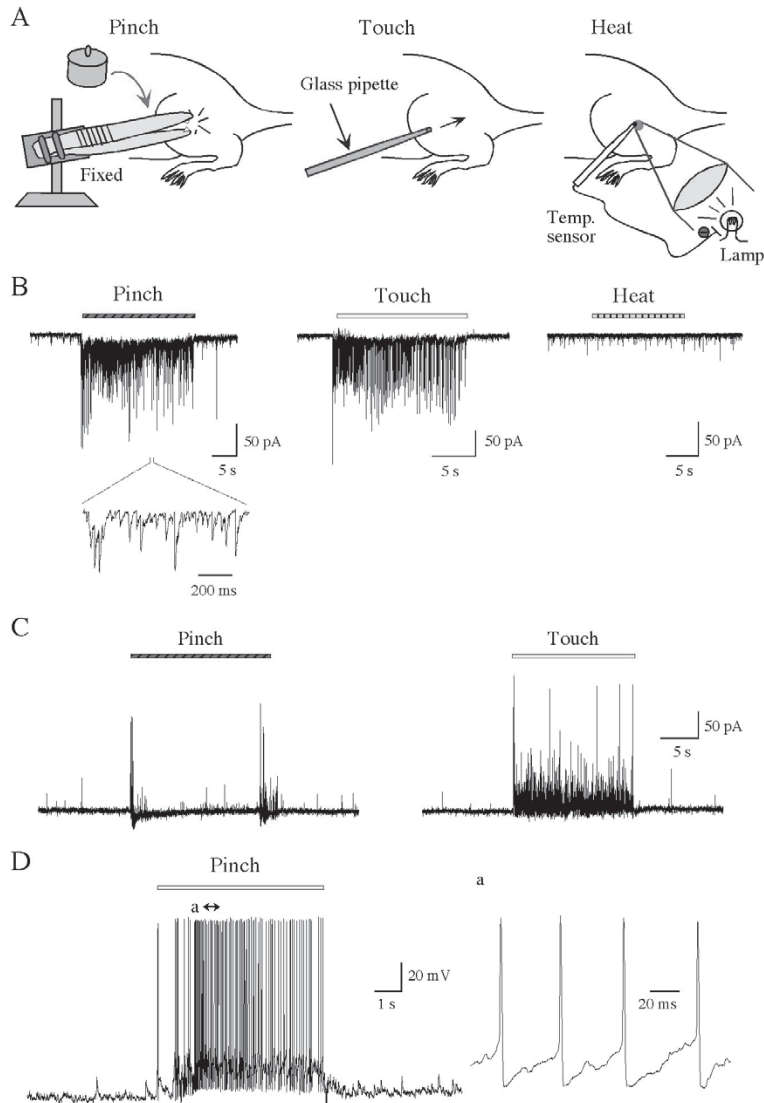 A
Pinch
Touch
Heat
Glass pipette
Fixed
Temp.
sensor
Lamp
B
Pinch
Touch
Heat
50 pA
5 s
50 pA
5 s
50 pA
5 s
200 ms
C
Pinch
Touch
50 pA
5 s
D
Pinch
a
a
20 mV
1 s
20 ms